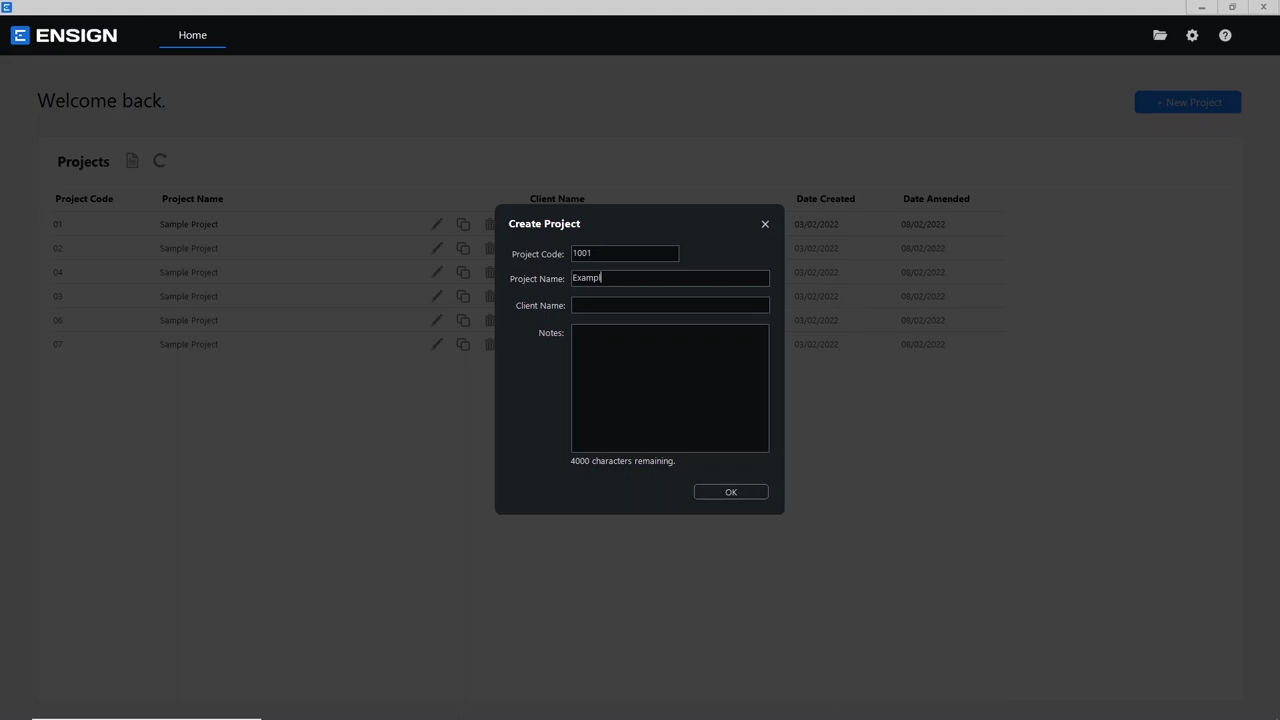 ENSIGN Home
Welcome back. + New Project
Projects
Project Code Project Name Client Name Date Created Date Amended
01 Sample Project 03/02/2022 08/02/2022
02 Sample Project 03/02/2022 08/02/2022
04 Sample Project 03/02/2022 08/02/2022
03 Sample Project 03/02/2022 08/02/2022
06 Sample Project 03/02/2022 08/02/2022
07 Sample Project 03/02/2022 08/02/2022
Create Project
Project Code: 1001
Project Name: Exampl
Client Name:
Notes:
4000 characters remaining.
OK